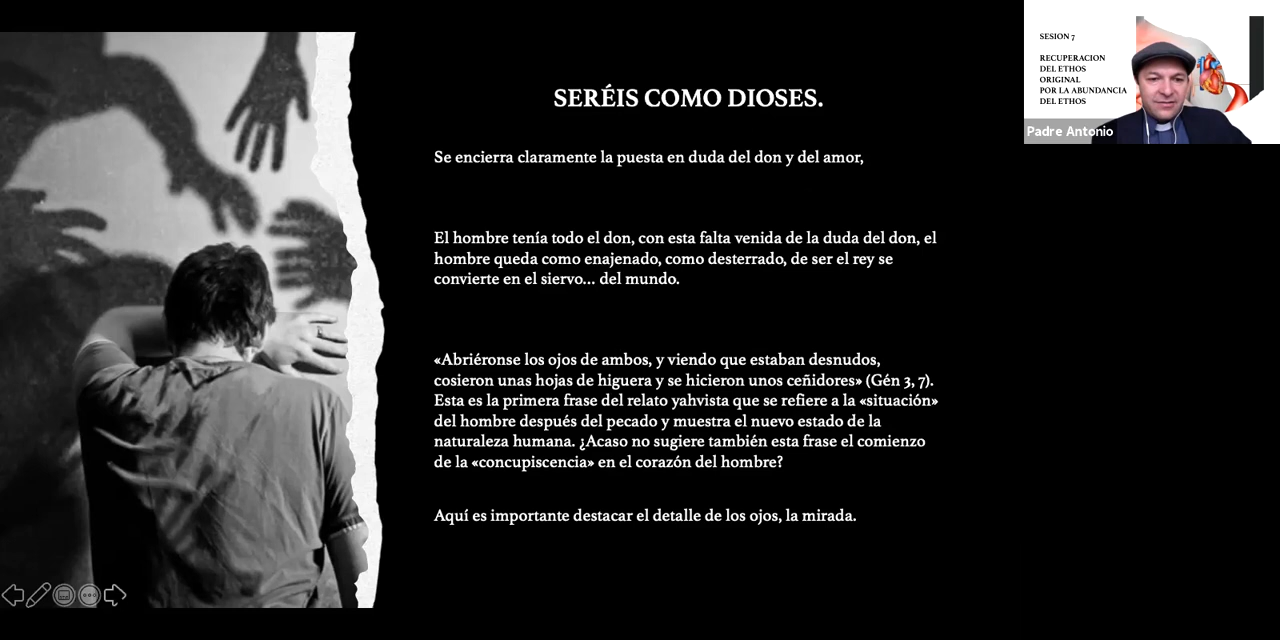 SERÉIS COMO DIOSES.
Se encierra claramente la puesta en duda del don y del amor,
El hombre tenía todo el don, con esta falta venida de la duda del don, el
hombre queda como enajenado, como desterrado, de ser el rey se
convierte en el siervo... del mundo.
«Abriéronse los ojos de ambos, y viendo que estaban desnudos,
cosieron unas hojas de higuera y se hicieron unos ceñidores» (Gén 3, 7).
Esta es la primera frase del relato yahvista que se refiere a la «situación»
del hombre después del pecado y muestra el nuevo estado de la
naturaleza humana. ¿Acaso no sugiere también esta frase el comienzo
de la «concupiscencia» en el corazón del hombre?
Aquí es importante destacar el detalle de los ojos, la mirada.
SESION 7
RECUPERACION
DEL ETHOS
ORIGINAL
POR LA ABUNDANCIA
DEL ETHOS
Padre Antonio